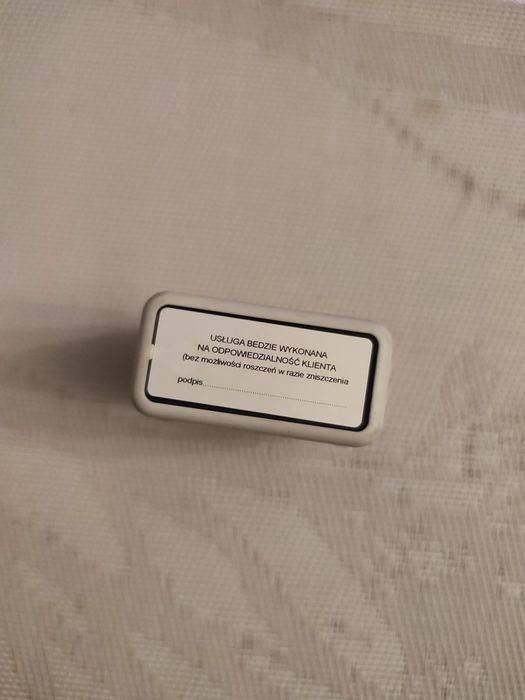 USŁUGA BEDZIE WYKONANA
NA ODPOWIEDZIALNOŚĆ KLIENTA
(bez możliwości roszczeń w razie zniszczenia
podpis............................................................